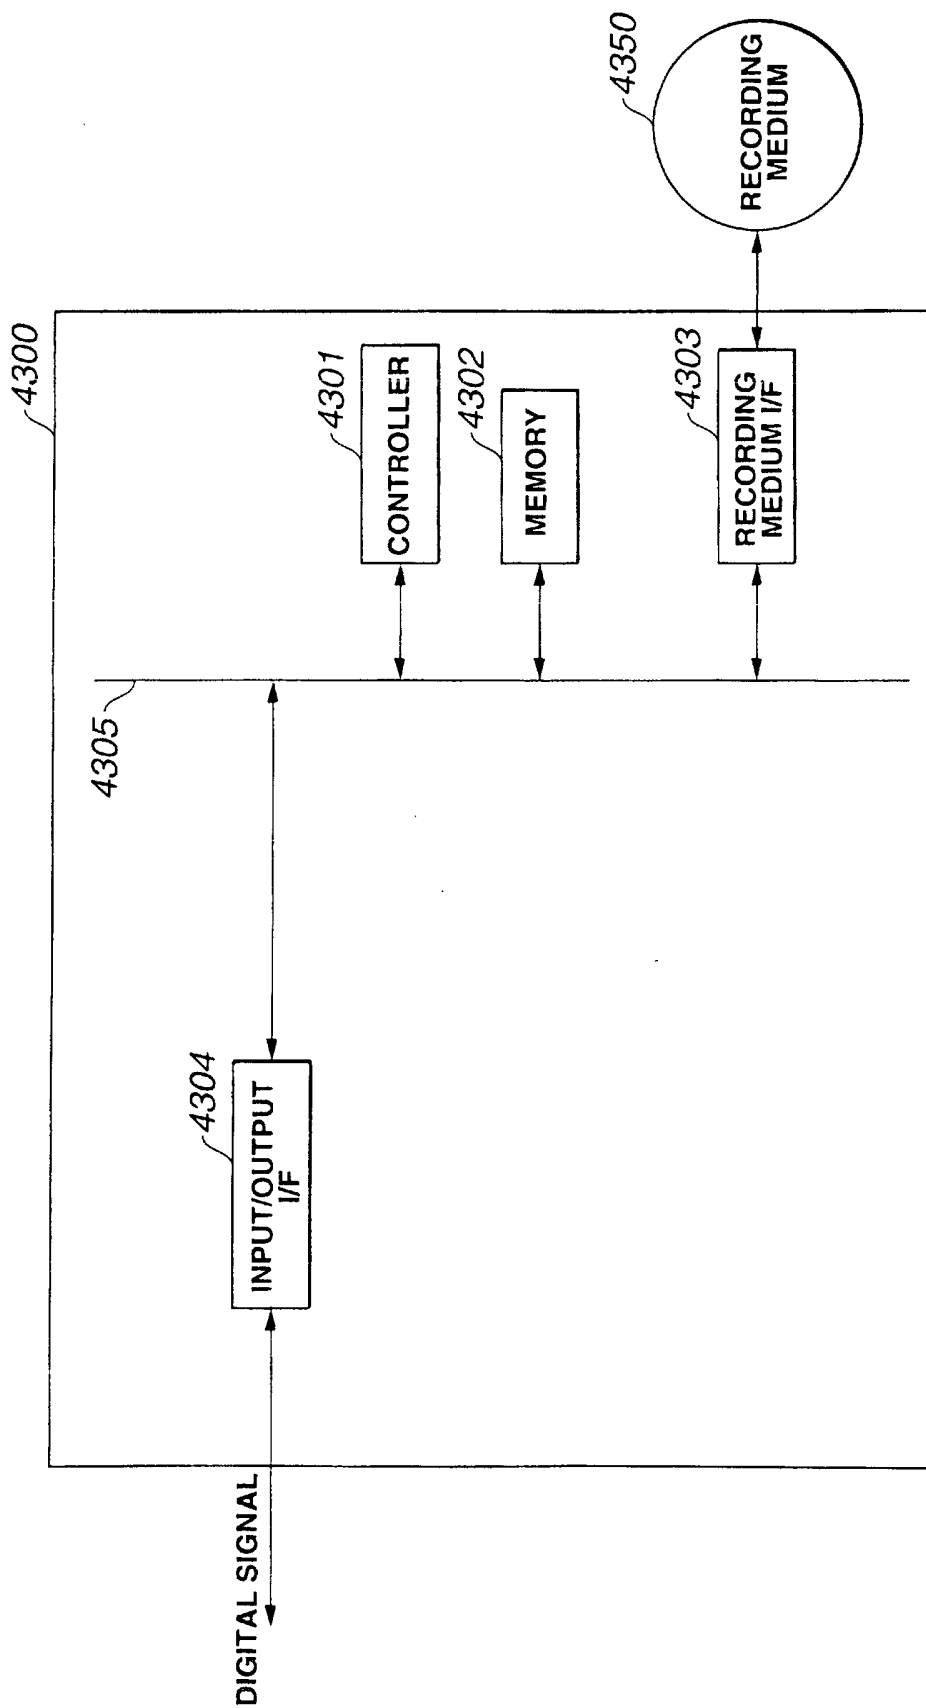 4300
4305
4301
CONTROLLER
4302
MEMORY
4304
INPUT/OUTPUT
I/F
DIGITAL SIGNAL
4303
RECORDING
MEDIUM I/F
4350
RECORDING
MEDIUM